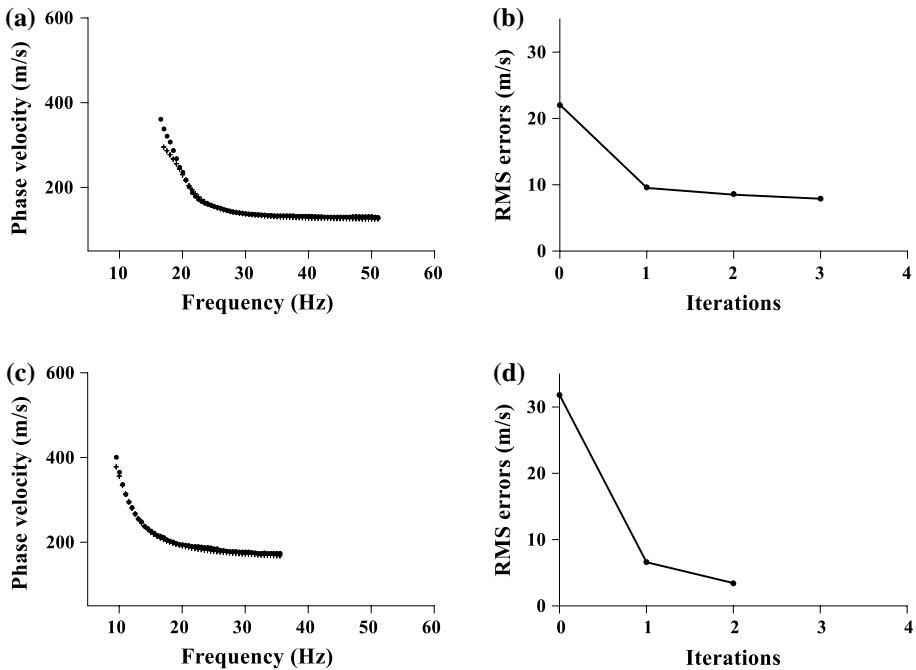 (a)
Phase velocity (m/s)
600
400
200
10 20 30 40 50 60
Frequency (Hz)
(b)
RMS errors (m/s)
30
20
10
0
0 1 2 3 4
Iterations
(c)
Phase velocity (m/s)
600
400
200
10 20 30 40 50 60
Frequency (Hz)
(d)
RMS errors (m/s)
30
20
10
0
0 1 2 3 4
Iterations